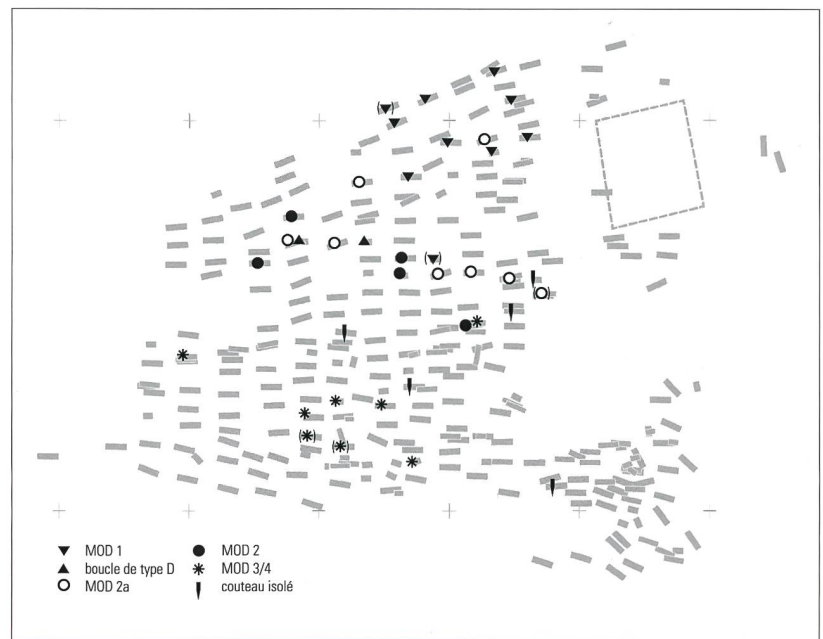 MOD 1
boucle de type D
MOD 2a
MOD 2
MOD 3/4
couteau isolé